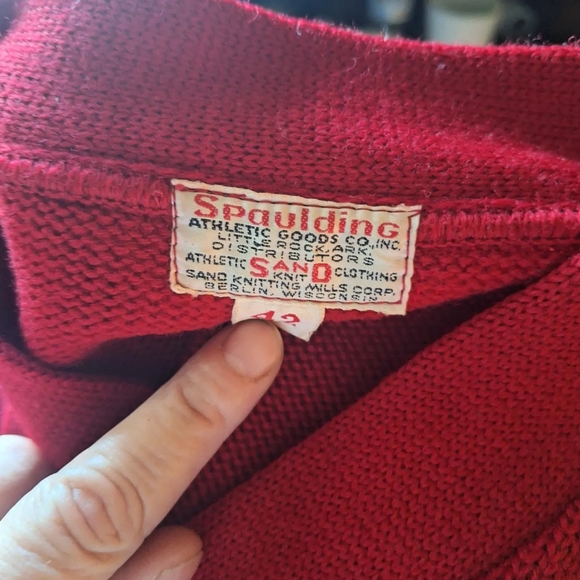 Spaulding
ATHLETIC GOODS CO., INC.
LITTLE ROCK, ARK.
DISTRIBUTORS
ATHLETIC SAND KNIT CLOTHING
SAND KNITTING MILLS CORP.
BERLIN, WISCONSIN
42